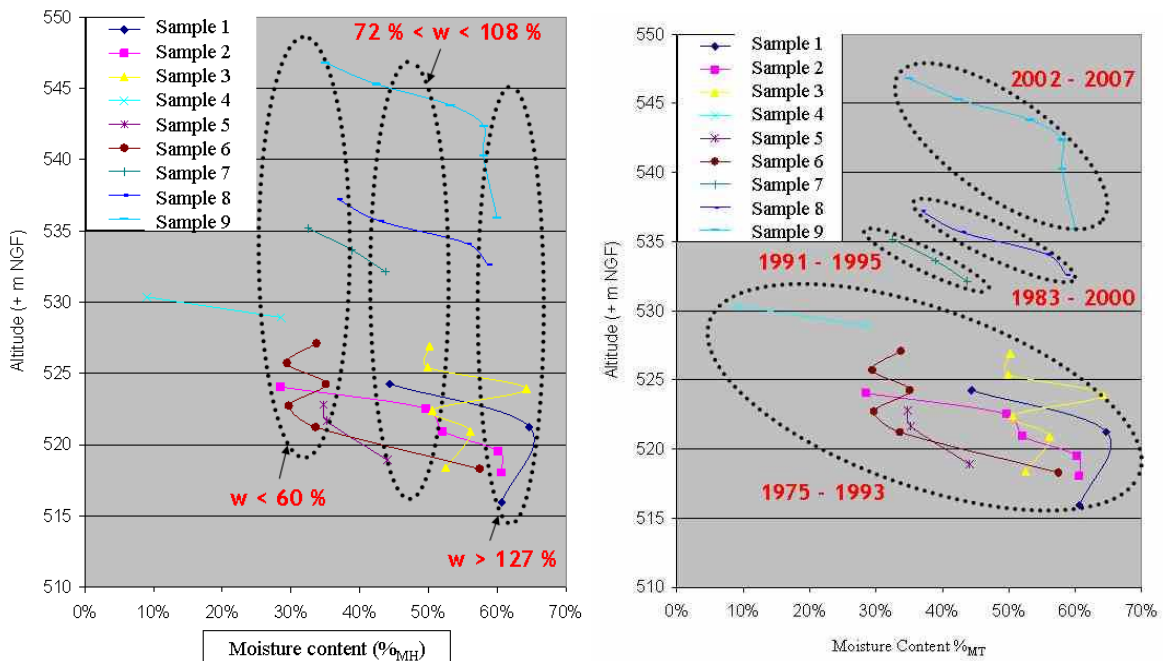 550
545
540
535
530
525
520
515
510
Altitude (+ m NGF)
Sample 1
Sample 2
Sample 3
Sample 4
Sample 5
Sample 6
Sample 7
Sample 8
Sample 9
72 % < w < 108 %
w < 60 %
w > 127 %
0% 10% 20% 30% 40% 50% 60% 70%
Moisture content (%MH)
550
545
540
535
530
525
520
515
510
Altitude (+ m NGF)
Sample 1
Sample 2
Sample 3
Sample 4
Sample 5
Sample 6
Sample 7
Sample 8
Sample 9
2002 - 2007
1991 - 1995
1983 - 2000
1975 - 1993
0% 10% 20% 30% 40% 50% 60% 70%
Moisture Content %MT